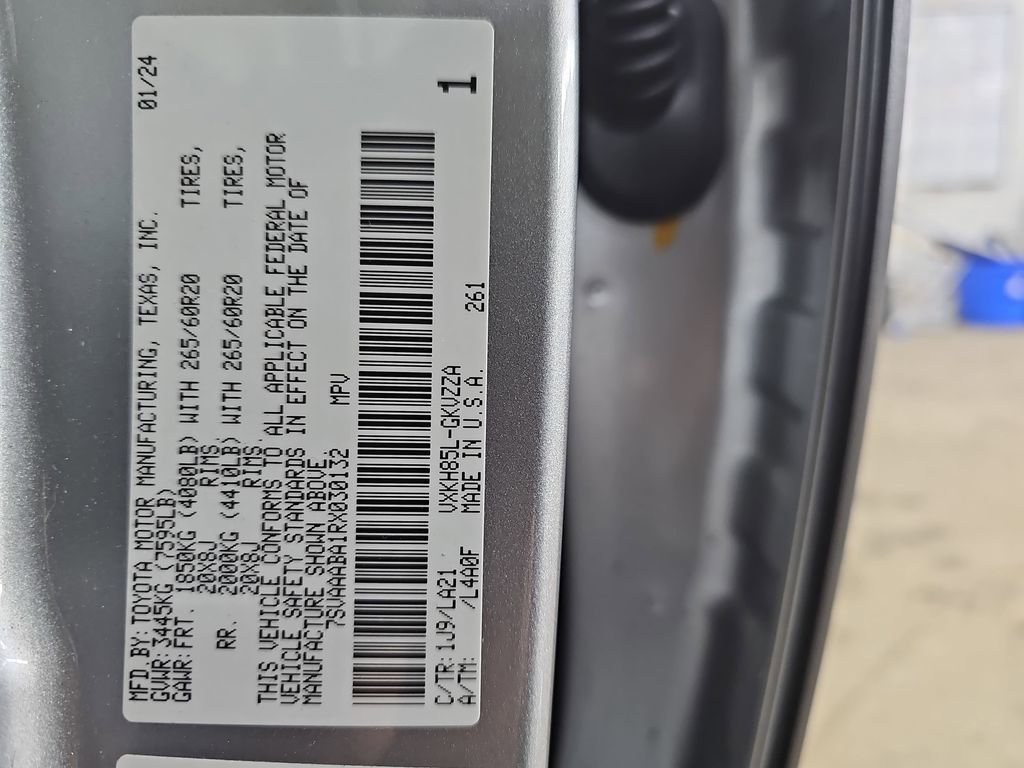 MFD.BY:TOYOTA MOTOR MANUFACTURING, TEXAS, INC. 01/24
GVWR:3445KG (7595LB)
GAWR:FRT. 1850KG (4080LB) WITH 265/60R20 TIRES,
20X8J RIMS,
RR. 2000KG (4410LB) WITH 265/60R20 TIRES,
20X8J RIMS.
THIS VEHICLE CONFORMS TO ALL APPLICABLE FEDERAL MOTOR
VEHICLE SAFETY STANDARDS IN EFFECT ON THE DATE OF
MANUFACTURE SHOWN ABOVE.
7SVAAABA1RX030132 MPV
1
C/TR:1J9/LA21 VXKH85L-GKVZZA 261
A/TM: /L4A0F MADE IN U.S.A.